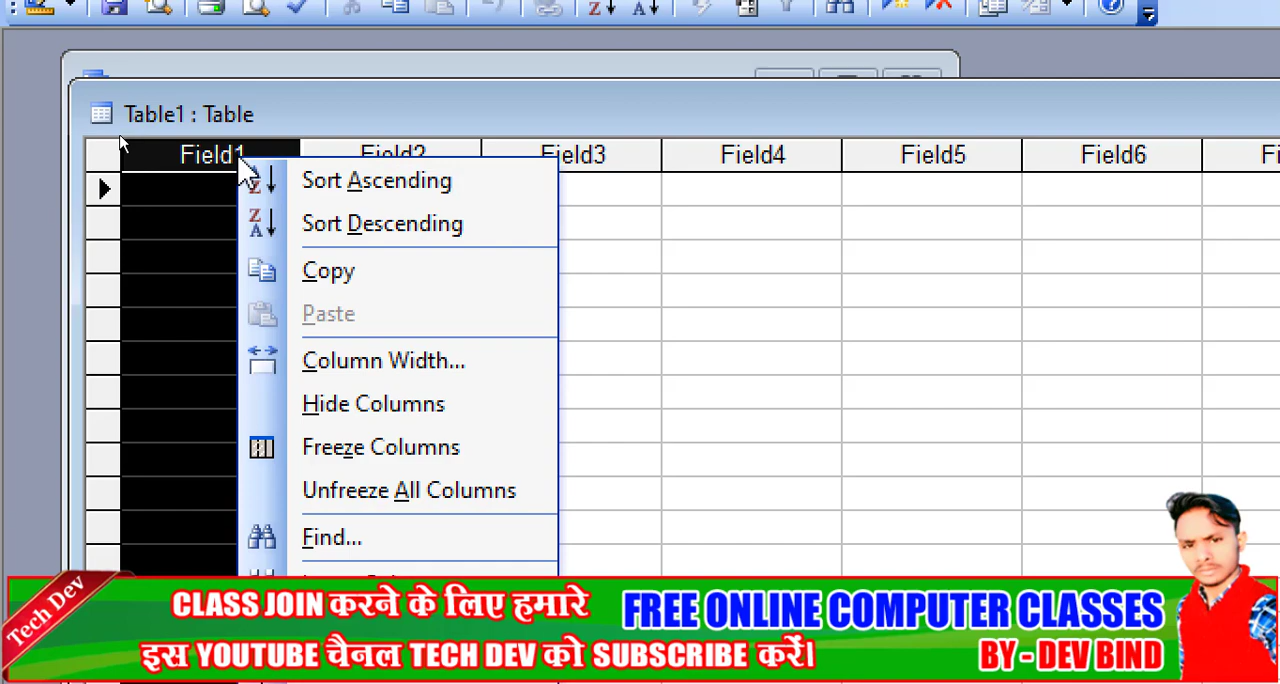 Table1 : Table
Field1 Field2 Field3 Field4 Field5 Field6
Sort Ascending
Sort Descending
Copy
Paste
Column Width...
Hide Columns
Freeze Columns
Unfreeze All Columns
Find...
Tech Dev
CLASS JOIN करने के लिए हमारे
इस YOUTUBE चैनल TECH DEV को SUBSCRIBE करें।
FREE ONLINE COMPUTER CLASSES
BY - DEV BIND